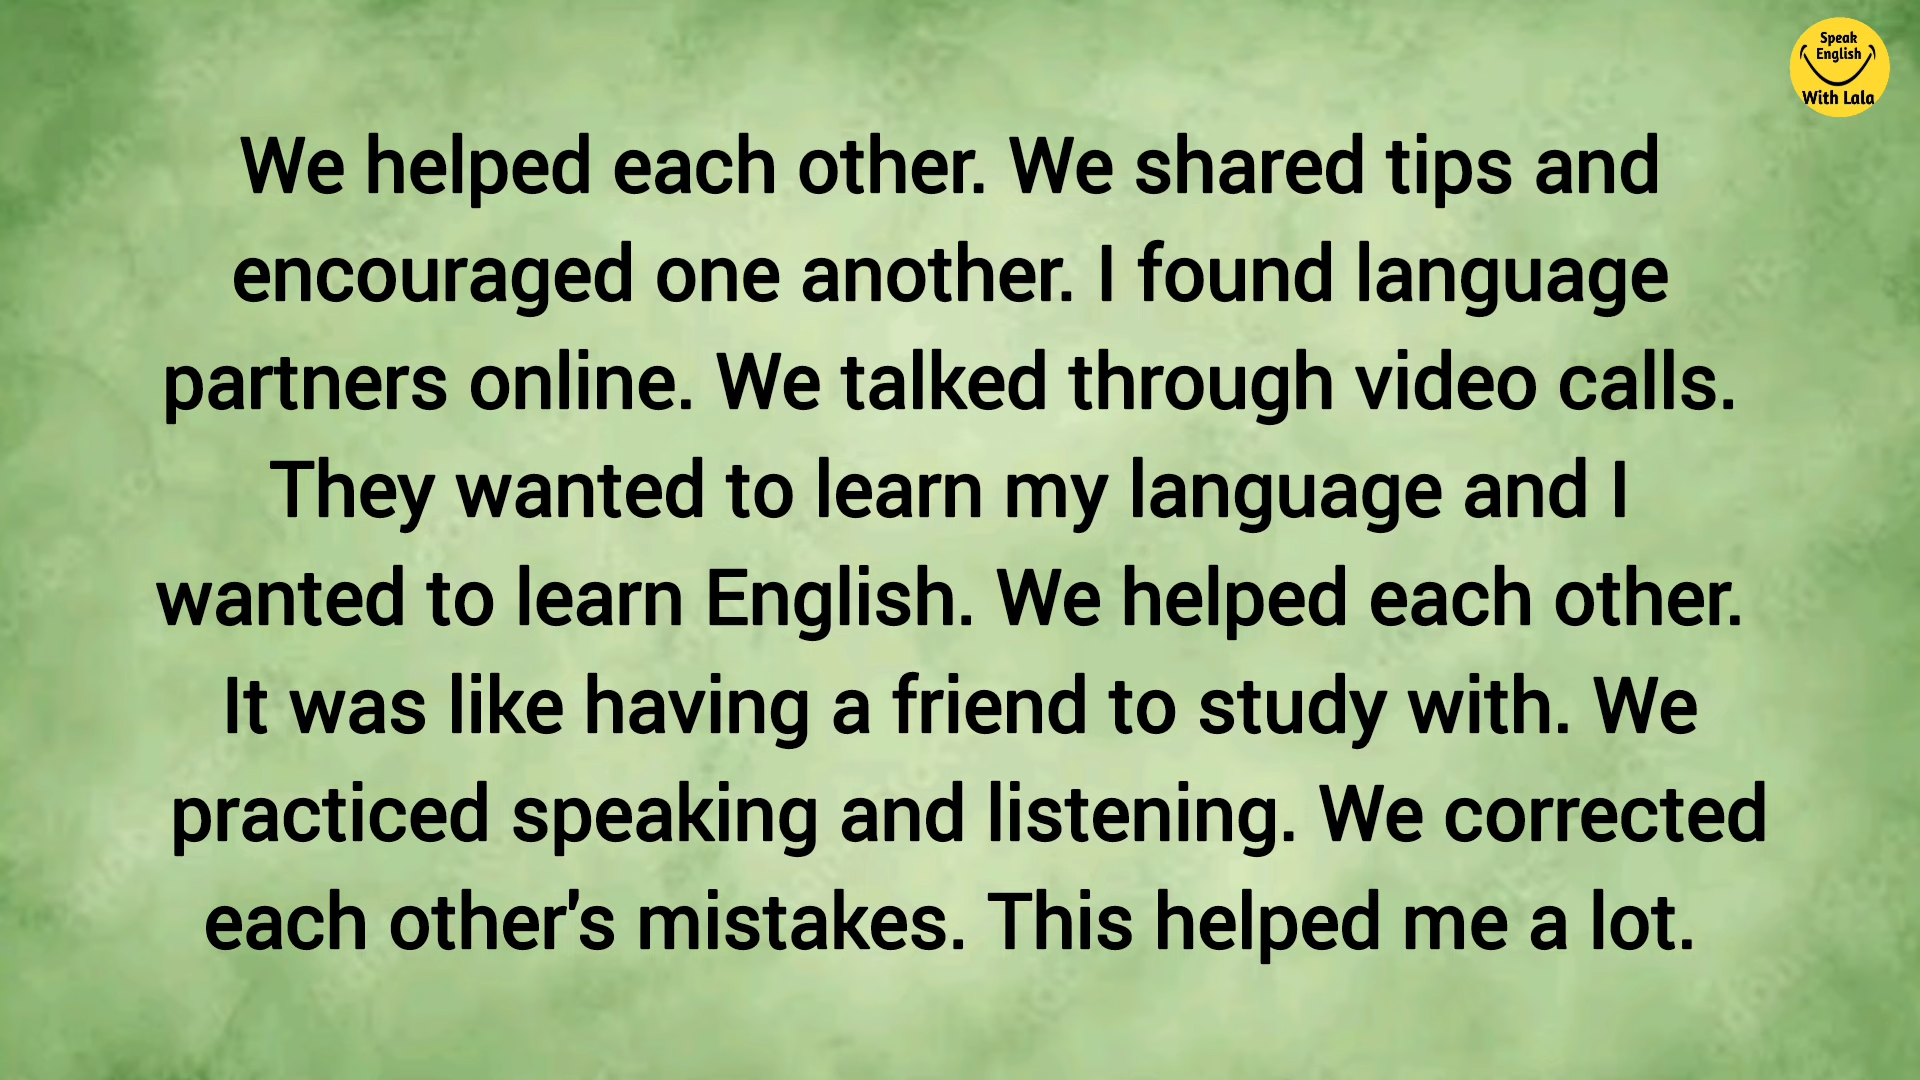 Speak
English
With Lala
We helped each other. We shared tips and
encouraged one another. I found language
partners online. We talked through video calls.
They wanted to learn my language and I
wanted to learn English. We helped each other.
It was like having a friend to study with. We
practiced speaking and listening. We corrected
each other's mistakes. This helped me a lot.